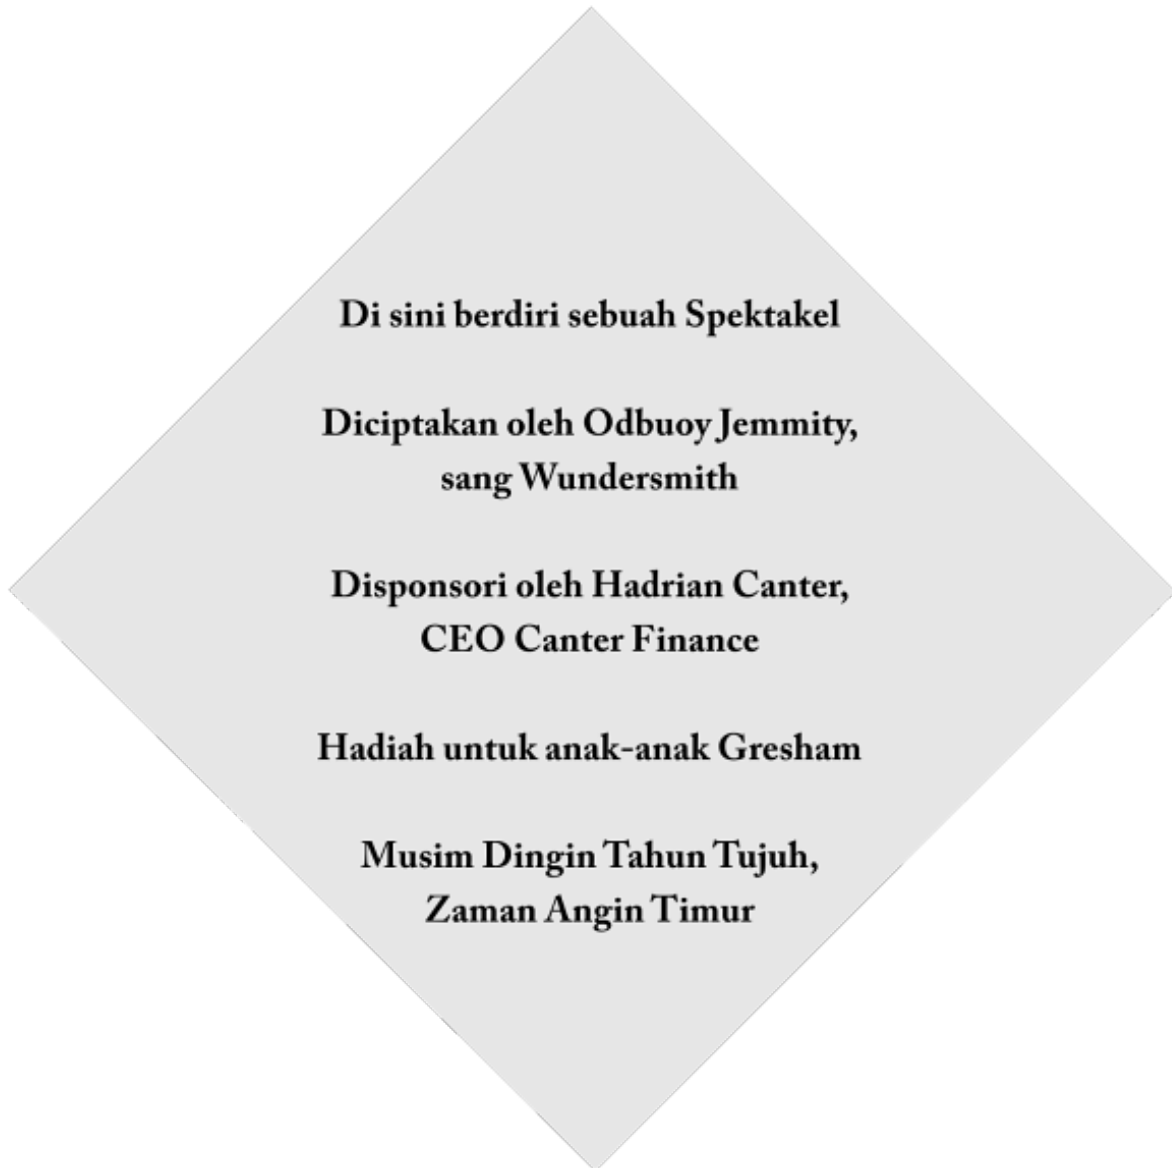 Di sini berdiri sebuah Spektakel
Diciptakan oleh Odbuoy Jemmity,
sang Wundersmith
Disponsori oleh Hadrian Canter,
CEO Canter Finance
Hadiah untuk anak-anak Gresham
Musim Dingin Tahun Tujuh,
Zaman Angin Timur